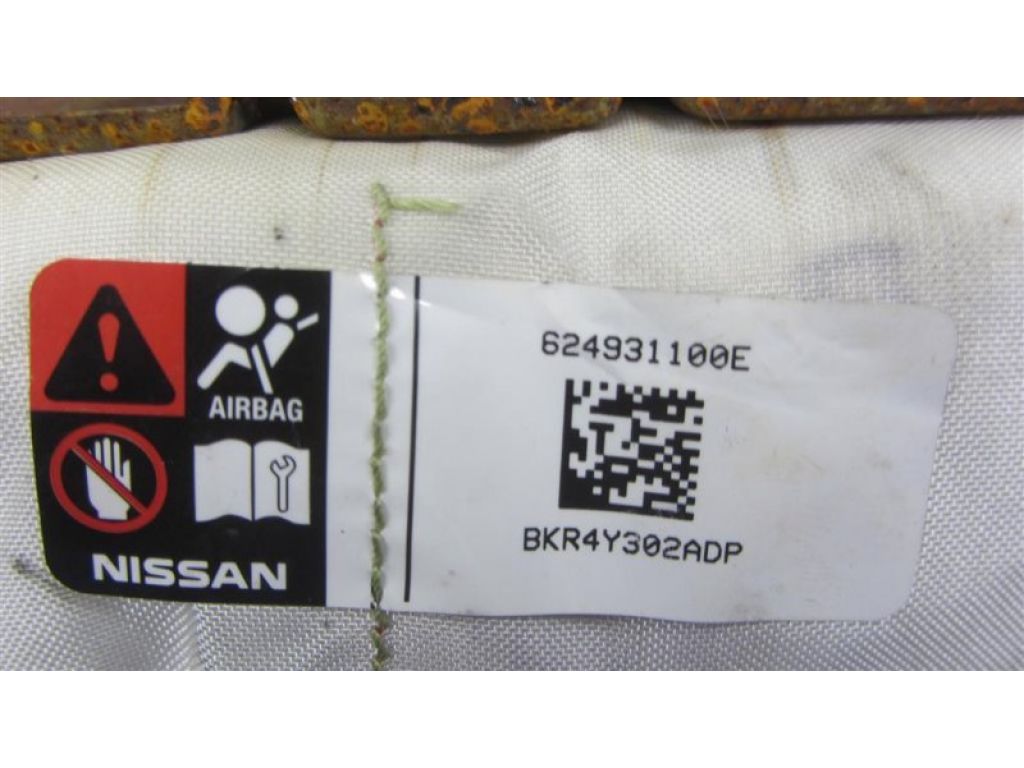 AIRBAG
NISSAN
624931100E
BKR4Y302ADP